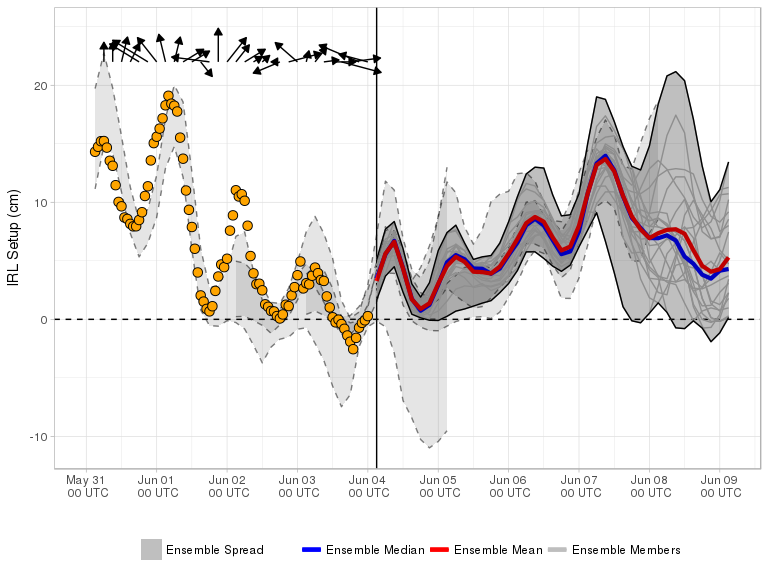 IRL Setup (cm)
20
10
0
-10
May 31 Jun 01 Jun 02 Jun 03 Jun 04 Jun 05 Jun 06 Jun 07 Jun 08 Jun 09
00 UTC 00 UTC 00 UTC 00 UTC 00 UTC 00 UTC 00 UTC 00 UTC 00 UTC 00 UTC
Ensemble Spread Ensemble Median Ensemble Mean Ensemble Members